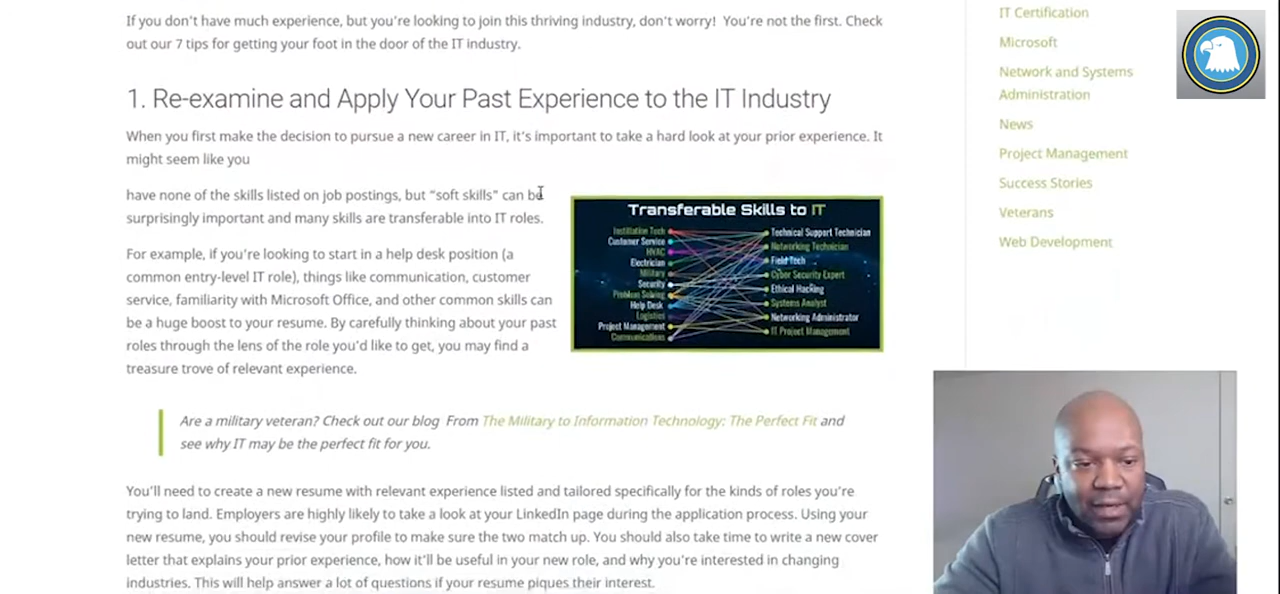 If you don't have much experience, but you're looking to join this thriving industry, don't worry!  You're not the first. Check
out our 7 tips for getting your foot in the door of the IT industry.
1. Re-examine and Apply Your Past Experience to the IT Industry
When you first make the decision to pursue a new career in IT, it's important to take a hard look at your prior experience. It
might seem like you
have none of the skills listed on job postings, but "soft skills" can be
surprisingly important and many skills are transferable into IT roles.
For example, if you're looking to start in a help desk position (a
common entry-level IT role), things like communication, customer
service, familiarity with Microsoft Office, and other common skills can
be a huge boost to your resume. By carefully thinking about your past
roles through the lens of the role you'd like to get, you may find a
treasure trove of relevant experience.
Transferable Skills to IT
Instillation Tech
Customer Service
HVAC
Electrician
Military
Security
Problem Solving
Help Desk
Logistics
Project Management
Communications
Technical Support Technician
Networking Technician
Field Tech
Cyber Security Expert
Ethical Hacking
Systems Analyst
Networking Administrator
IT Project Management
Are a military veteran? Check out our blog  From The Military to Information Technology: The Perfect Fit and
see why IT may be the perfect fit for you.
You'll need to create a new resume with relevant experience listed and tailored specifically for the kinds of roles you're
trying to land. Employers are highly likely to take a look at your LinkedIn page during the application process. Using your
new resume, you should revise your profile to make sure the two match up. You should also take time to write a new cover
letter that explains your prior experience, how it'll be useful in your new role, and why you're interested in changing
industries. This will help answer a lot of questions if your resume piques their interest.
IT Certification
Microsoft
Network and Systems
Administration
News
Project Management
Success Stories
Veterans
Web Development